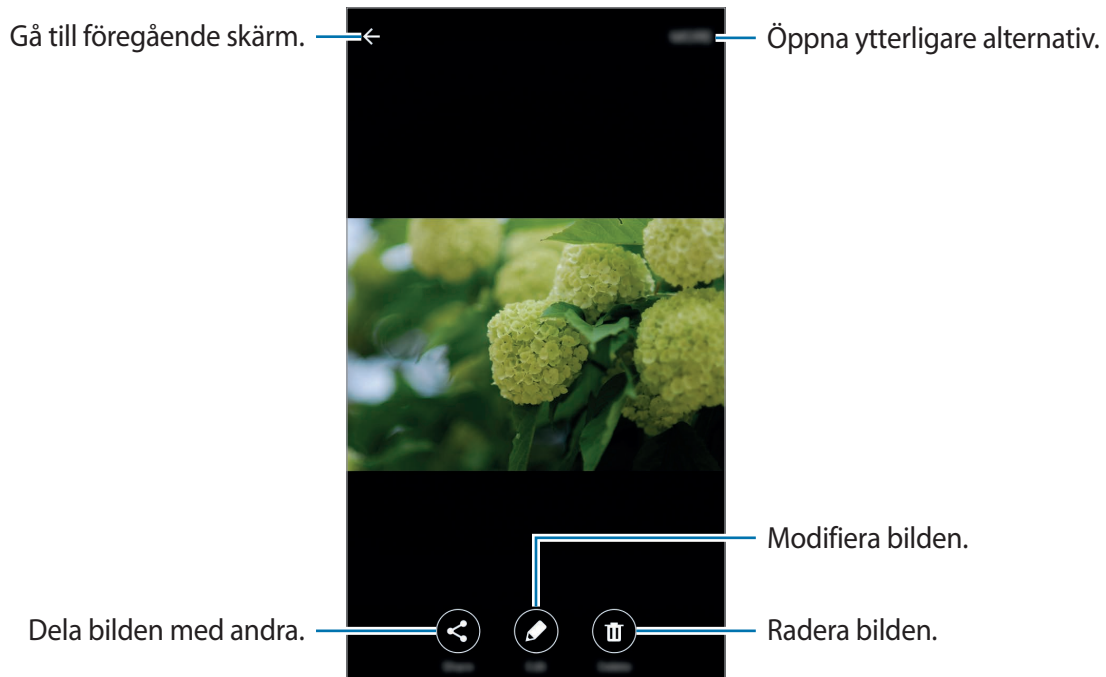 Gå till föregående skärm.
Öppna ytterligare alternativ.
Modifiera bilden.
Dela bilden med andra.
Radera bilden.